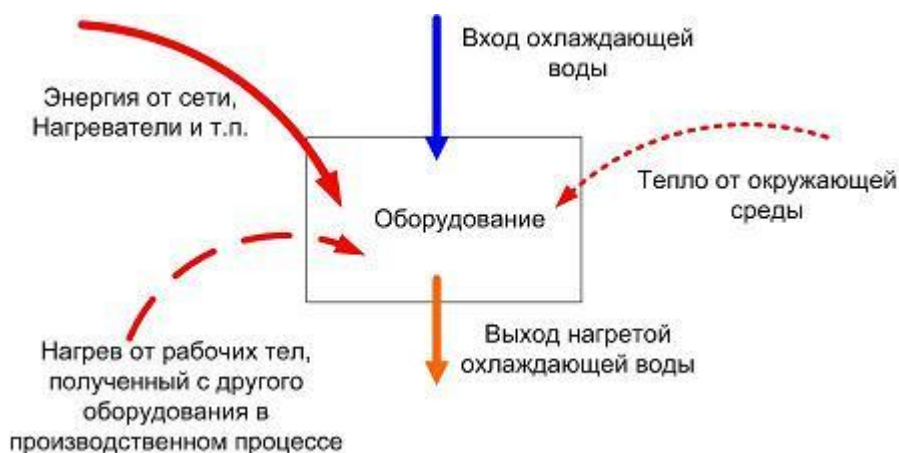 Вход охлаждающей
воды
Энергия от сети,
Нагреватели и т.п.
Тепло от окружающей
среды
Оборудование
Нагрев от рабочих тел,
полученный с другого
оборудования в
производственном процессе
Выход нагретой
охлаждающей воды